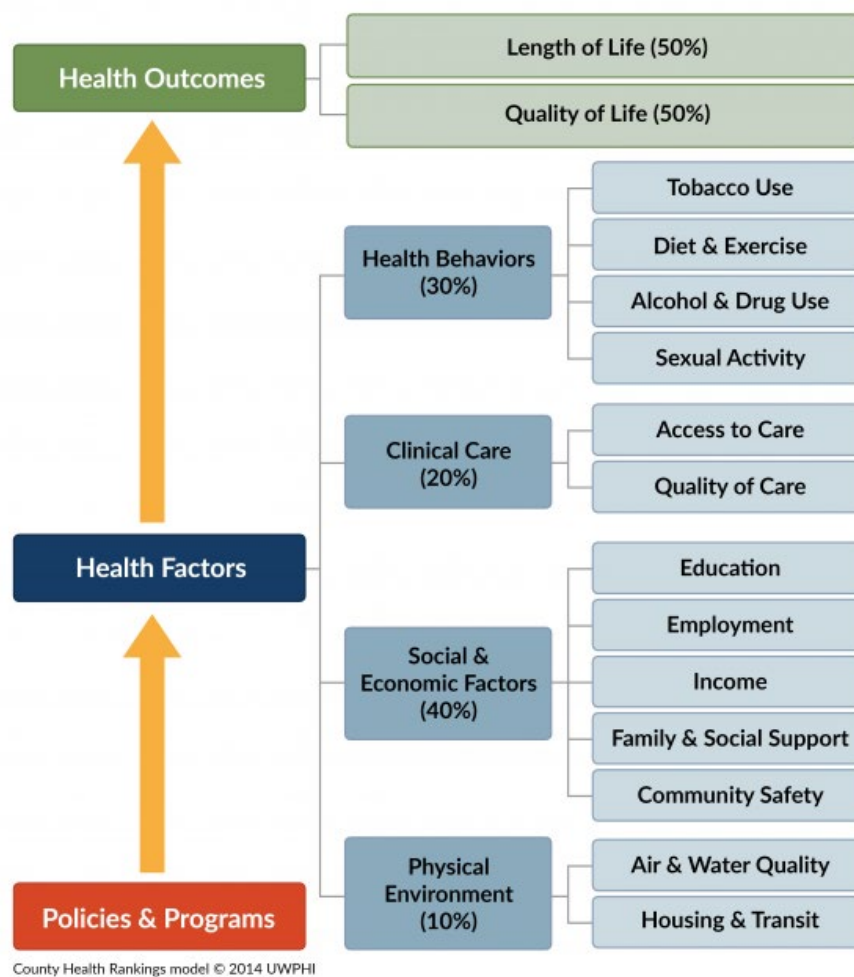 Health Outcomes
Length of Life (50%)
Quality of Life (50%)
Health Behaviors
(30%)
Tobacco Use
Diet & Exercise
Alcohol & Drug Use
Sexual Activity
Clinical Care
(20%)
Access to Care
Quality of Care
Health Factors
Social &
Economic Factors
(40%)
Education
Employment
Income
Family & Social Support
Community Safety
Physical
Environment
(10%)
Air & Water Quality
Housing & Transit
Policies & Programs
County Health Rankings model © 2014 UWPHI